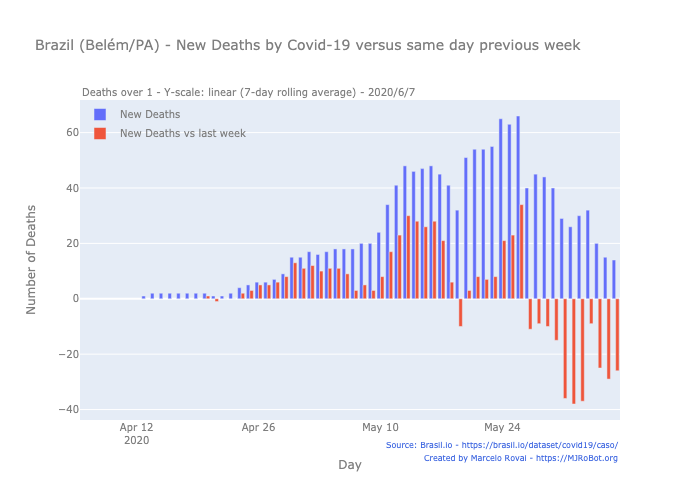 Brazil (Belém/PA) - New Deaths by Covid-19 versus same day previous week
Deaths over 1 - Y-scale: linear (7-day rolling average) - 2020/6/7
New Deaths
New Deaths vs last week
60
40
20
0
−20
−40
Number of Deaths
Apr 12
2020
Apr 26
May 10
May 24
Day
Source: Brasil.io - https://brasil.io/dataset/covid19/caso/
Created by Marcelo Rovai - https://MJRoBot.org